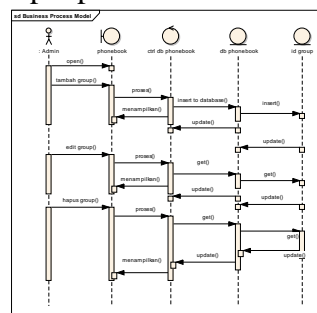 sd Business Process Model
: Admin phonebook ctrl db phonebook db phonebook id group
open()
tambah group()
proses()
menampilkan() insert to database() insert()
update()
update()
edit group()
proses()
get()
menampilkan() get()
update()
update()
hapus group()
proses()
get()
get()
menampilkan() update() update()